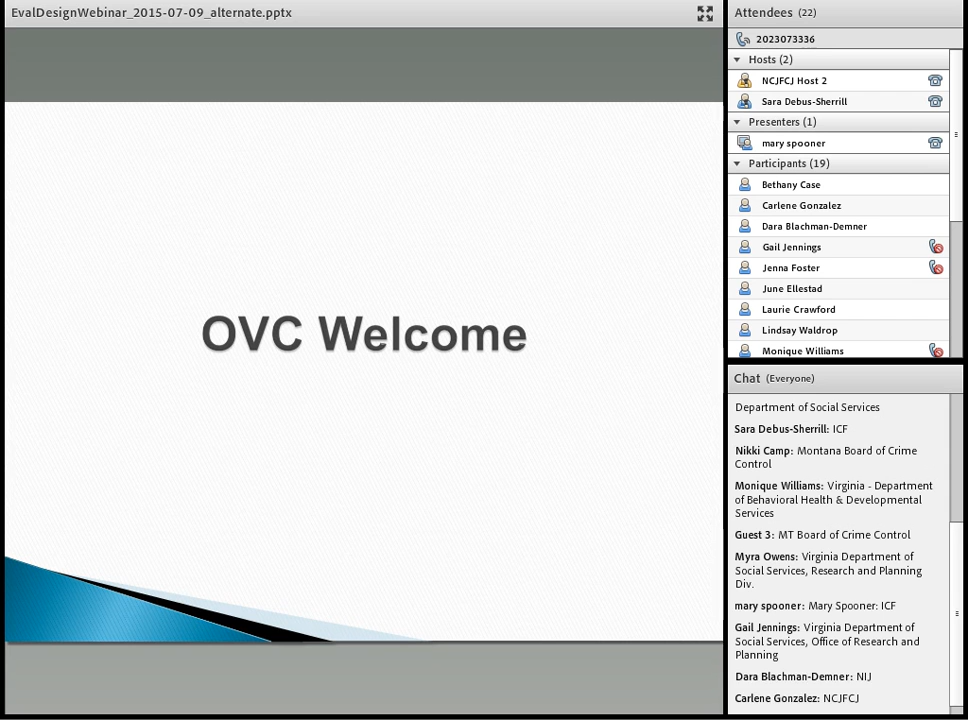 EvalDesignWebinar_2015-07-09_alternate.pptx
OVC Welcome
Attendees (22)
2023073336
Hosts (2)
NCJFCJ Host 2
Sara Debus-Sherrill
Presenters (1)
mary spooner
Participants (19)
Bethany Case
Carlene Gonzalez
Dara Blachman-Demner
Gail Jennings
Jenna Foster
June Ellestad
Laurie Crawford
Lindsay Waldrop
Monique Williams
Chat (Everyone)
Department of Social Services
Sara Debus-Sherrill: ICF
Nikki Camp: Montana Board of Crime
Control
Monique Williams: Virginia - Department
of Behavioral Health & Developmental
Services
Guest 3: MT Board of Crime Control
Myra Owens: Virginia Department of
Social Services, Research and Planning
Div.
mary spooner: Mary Spooner: ICF
Gail Jennings: Virginia Department of
Social Services, Office of Research and
Planning
Dara Blachman-Demner: NIJ
Carlene Gonzalez: NCJFCJ